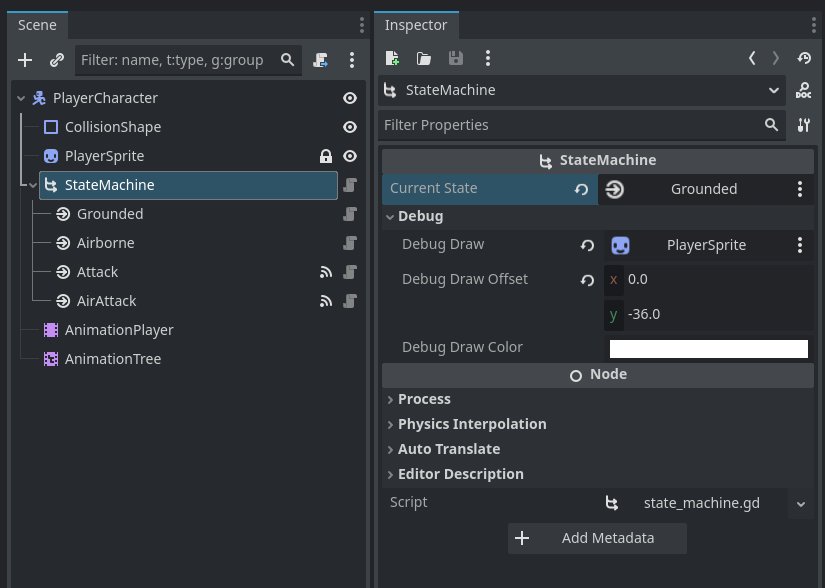 Scene
Filter: name, t:type, g:group
PlayerCharacter
CollisionShape
PlayerSprite
StateMachine
Grounded
Airborne
Attack
AirAttack
AnimationPlayer
AnimationTree
Inspector
StateMachine
DOC
Filter Properties
StateMachine
Current State Grounded
Debug
Debug Draw PlayerSprite
Debug Draw Offset x 0.0
y -36.0
Debug Draw Color
Node
Process
Physics Interpolation
Auto Translate
Editor Description
Script state_machine.gd
Add Metadata